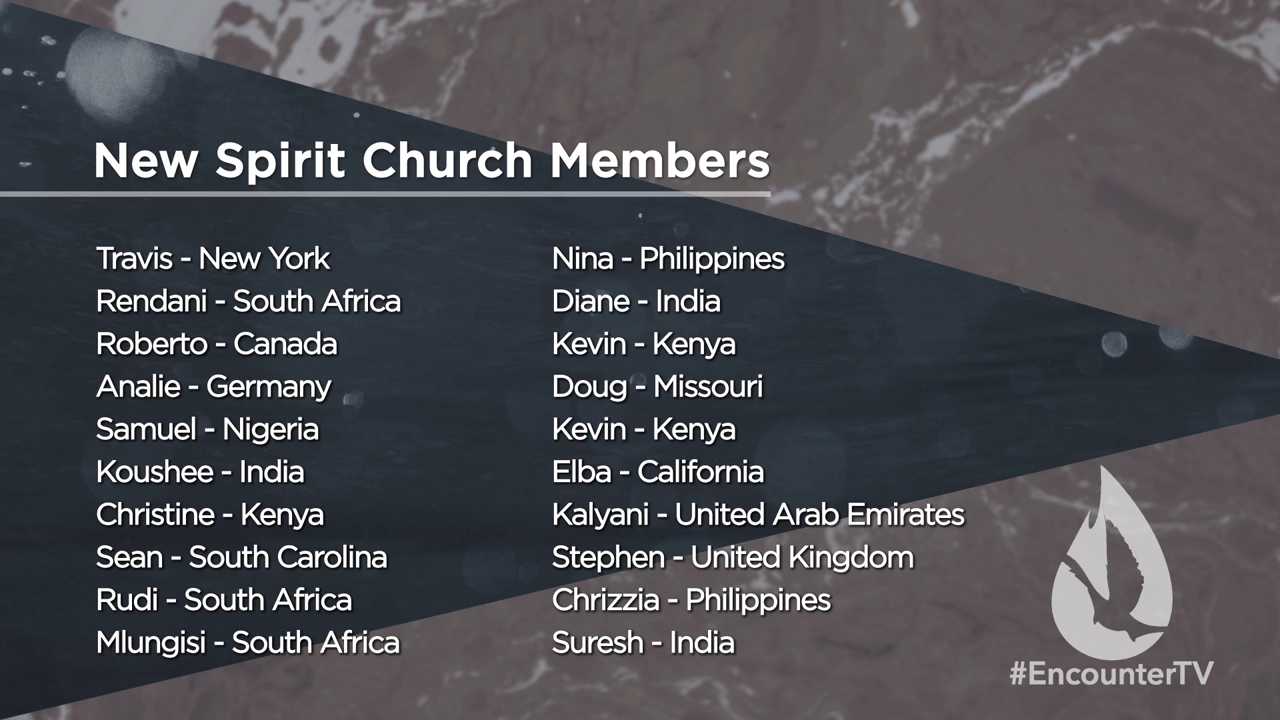 New Spirit Church Members
Travis - New York
Rendani - South Africa
Roberto - Canada
Analie - Germany
Samuel - Nigeria
Koushee - India
Christine - Kenya
Sean - South Carolina
Rudi - South Africa
Mlungisi - South Africa
Nina - Philippines
Diane - India
Kevin - Kenya
Doug - Missouri
Kevin - Kenya
Elba - California
Kalyani - United Arab Emirates
Stephen - United Kingdom
Chrizzia - Philippines
Suresh - India
#EncounterTV